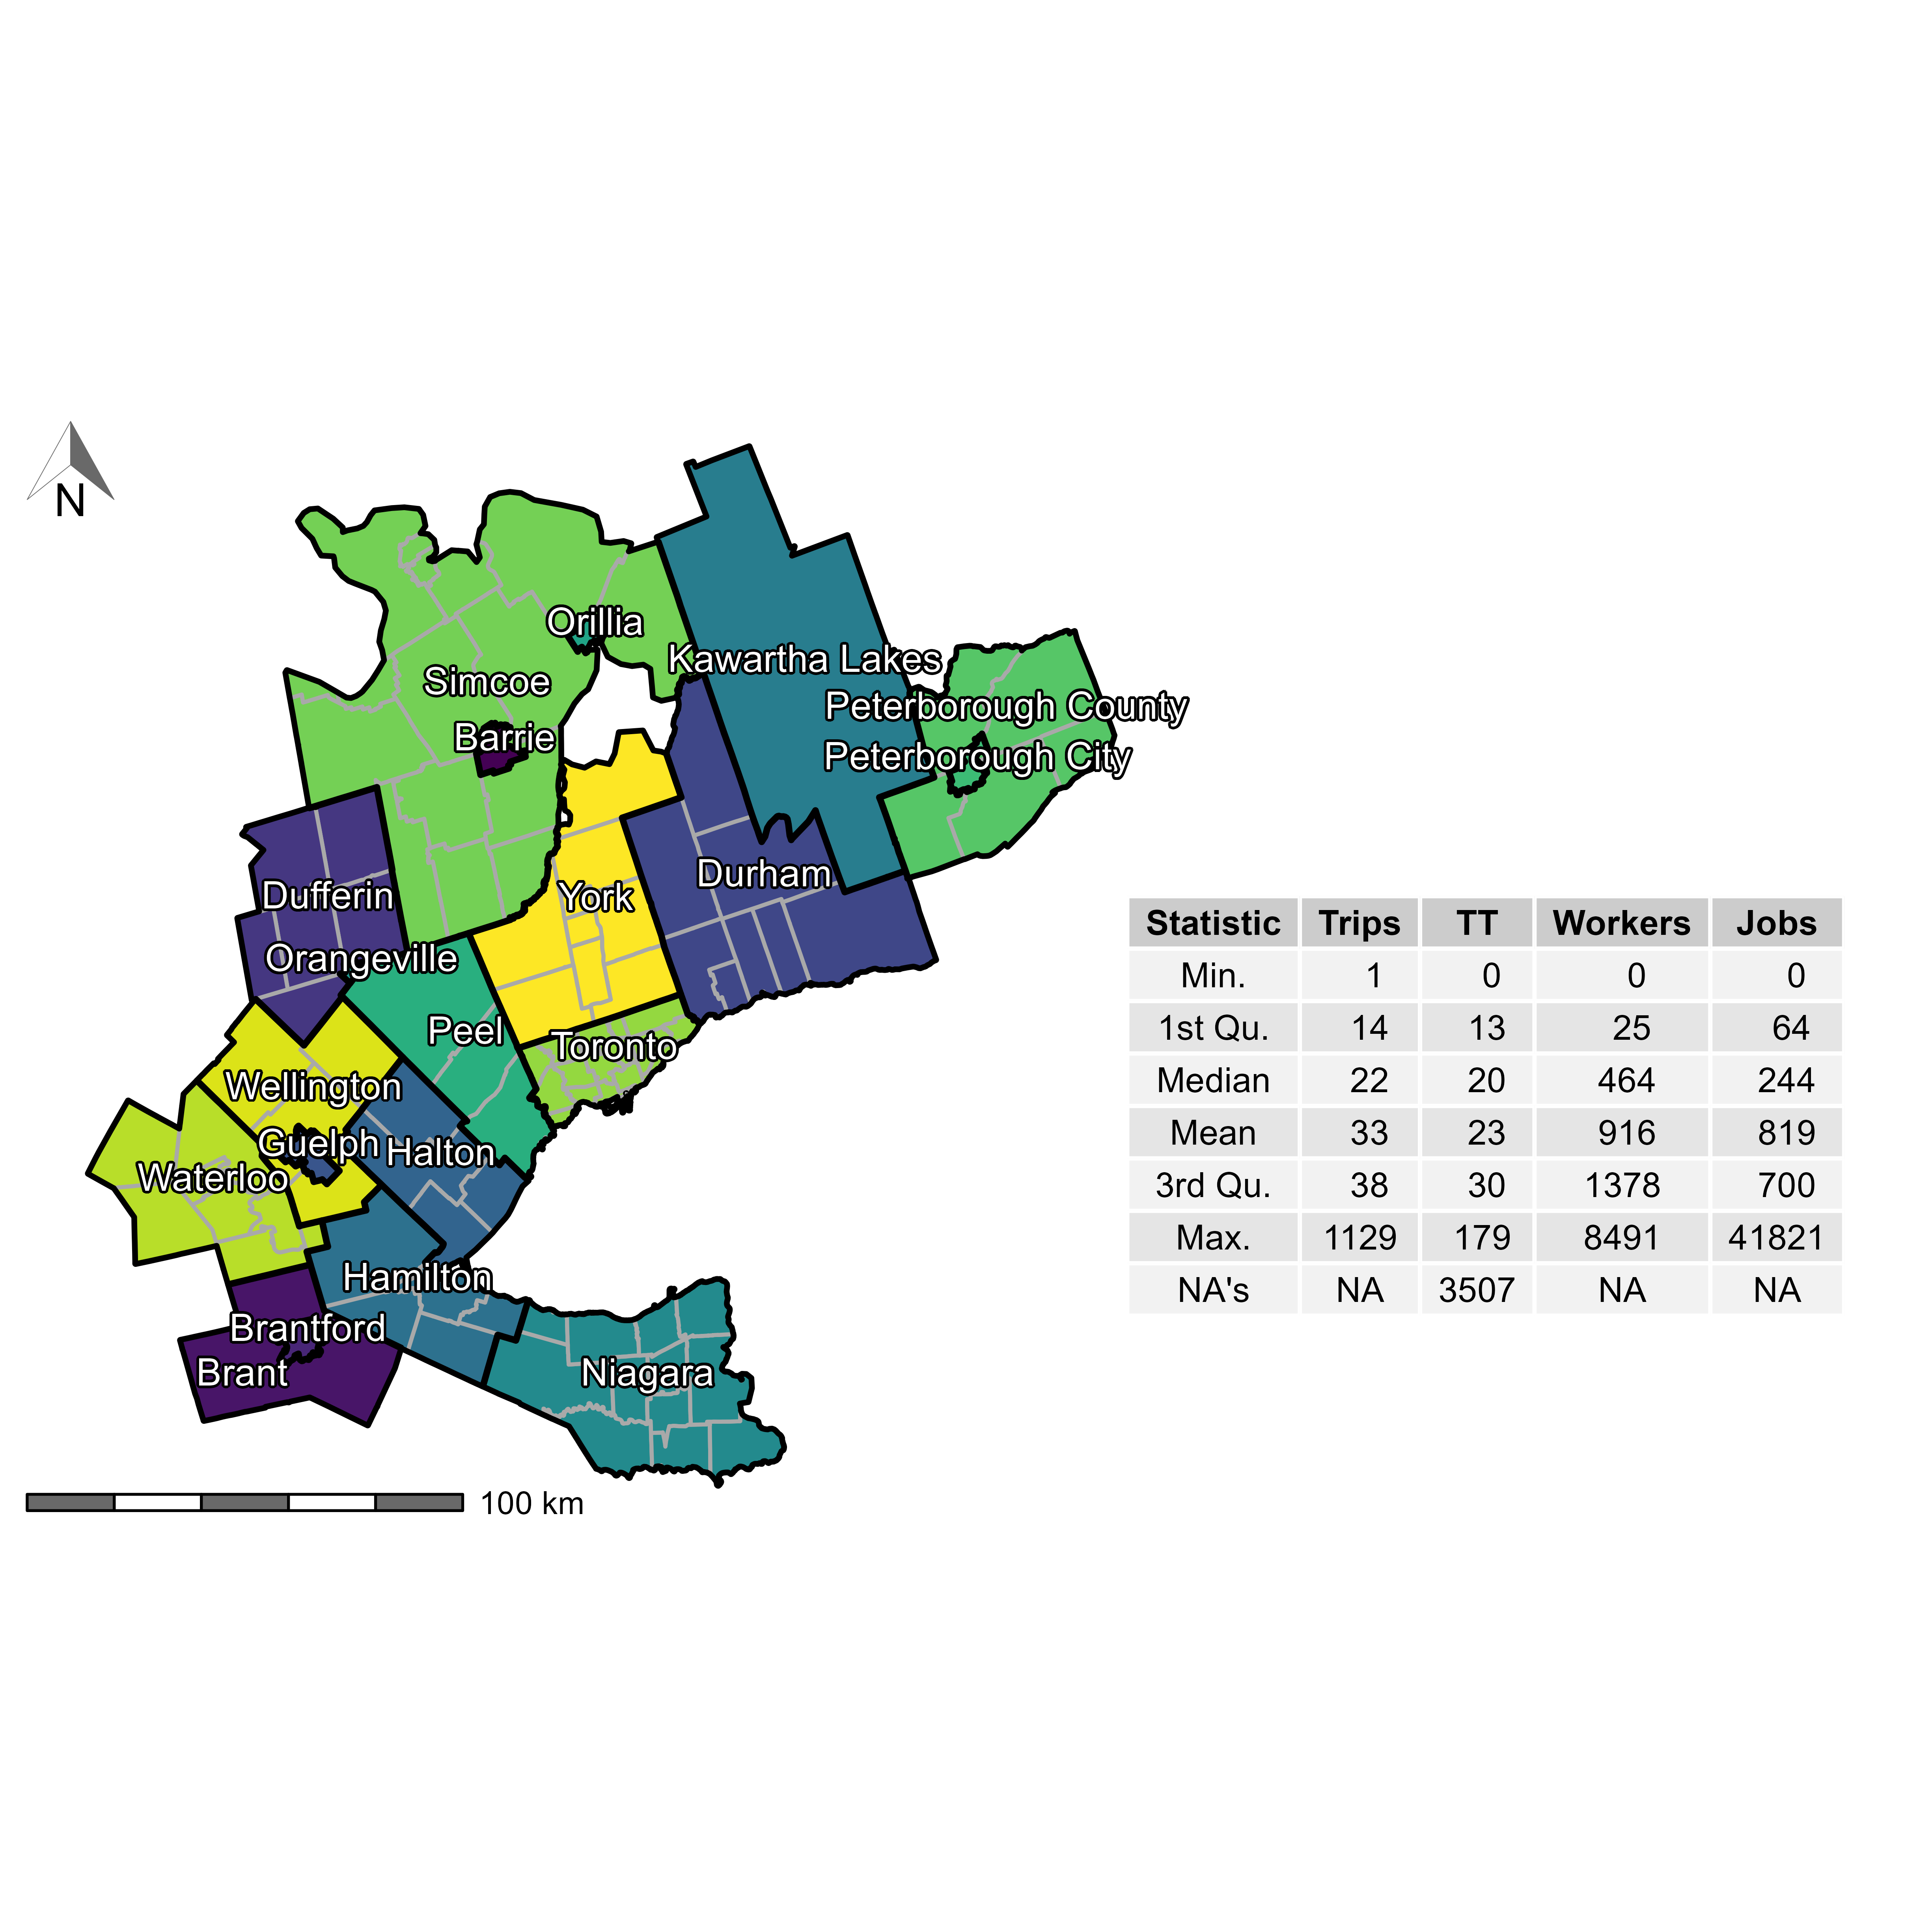 N
Orillia
Kawartha Lakes
Simcoe
Peterborough County
Barrie
Peterborough City
Durham
Dufferin
York
Orangeville
Peel
Toronto
Wellington
Guelph
Halton
Waterloo
Hamilton
Brantford
Brant
Niagara
100 km
Statistic Trips TT Workers Jobs
Min. 1 0 0 0
1st Qu. 14 13 25 64
Median 22 20 464 244
Mean 33 23 916 819
3rd Qu. 38 30 1378 700
Max. 1129 179 8491 41821
NA's NA 3507 NA NA